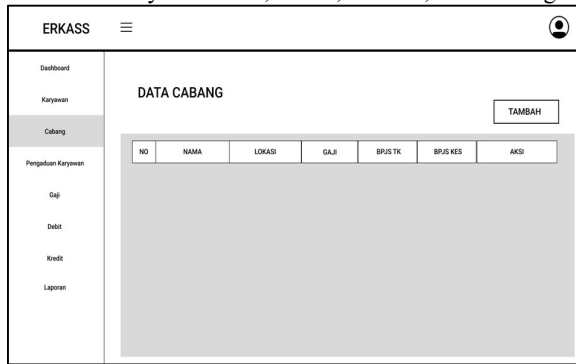 ERKASS
Dashboard
Karyawan
Cabang
Pengaduan Karyawan
Gaji
Debit
Kredit
Laporan
DATA CABANG
TAMBAH
NO NAMA LOKASI GAJI BPJS TK BPJS KES AKSI